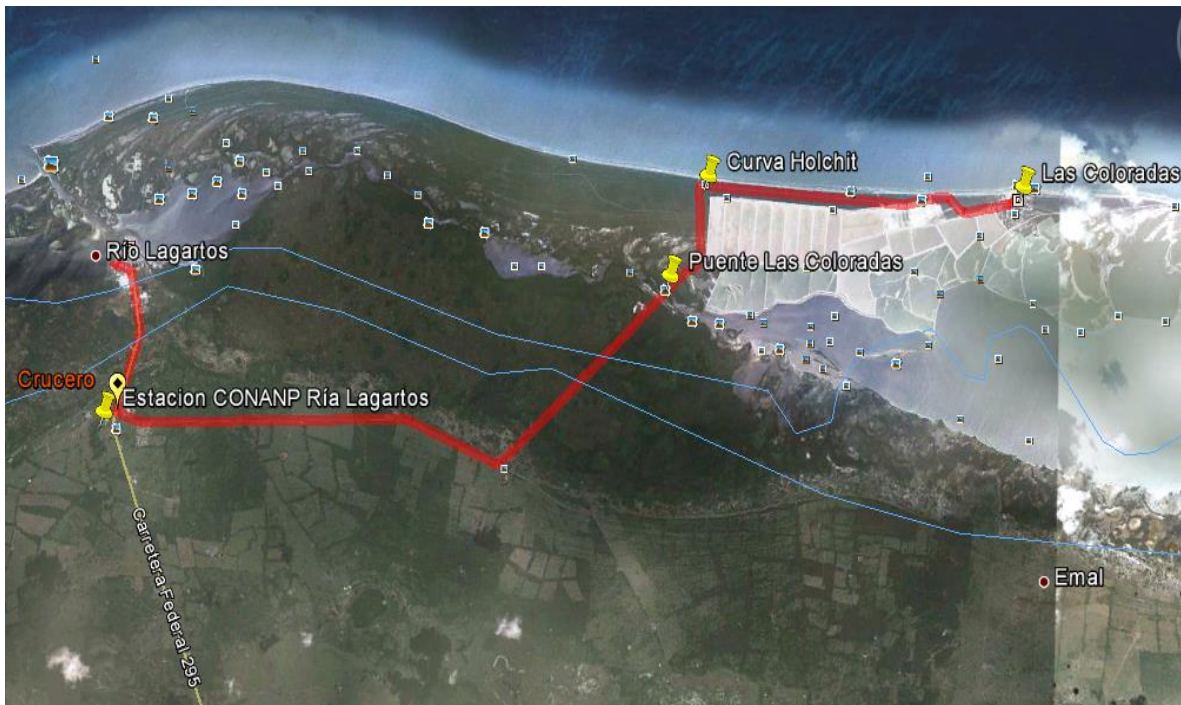 Curva Holchit
Las Coloradas
Río Lagartos
Puente Las Coloradas
Crucero
Estacion CONANP Ría Lagartos
Carretera Federal 295
Emal